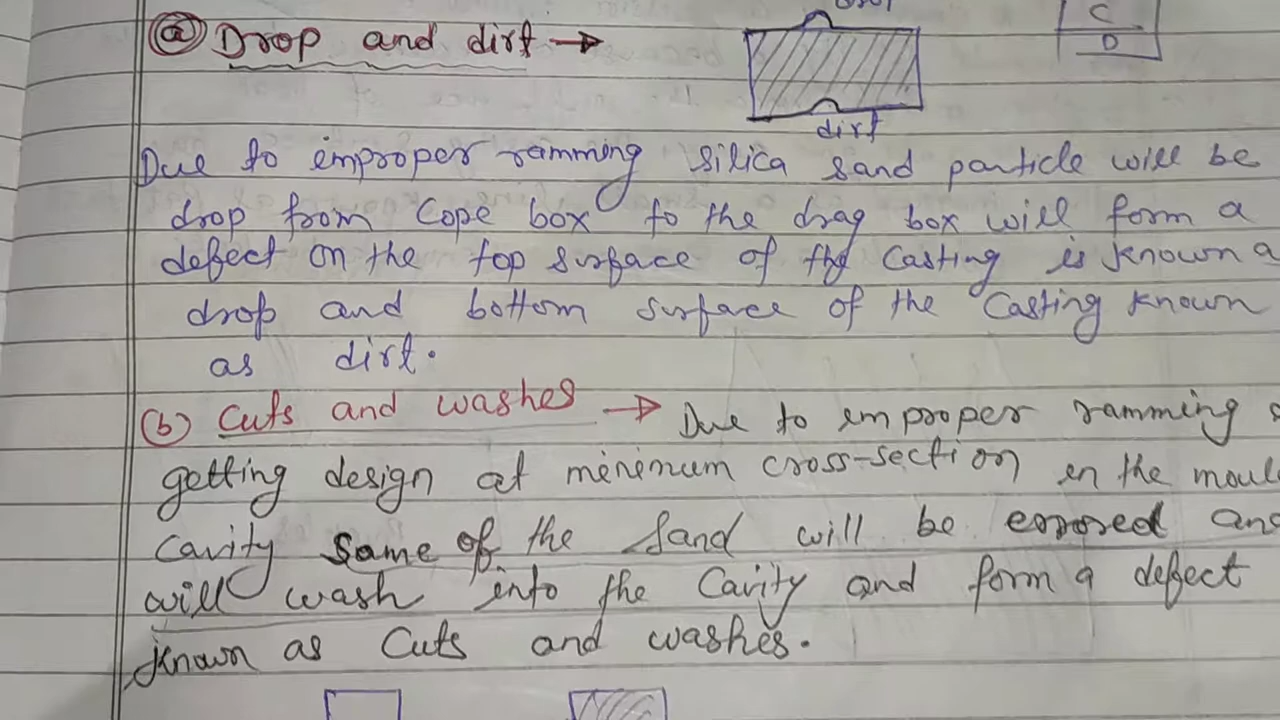 C
D
(a) Drop and dirt →
dirt
Due to improper ramming silica sand particle will be
drop from Cope box to the drag box will form a
defect on the top surface of the Casting is known a
drop and bottom surface of the Casting known
as dirt.
(b) Cuts and washes → Due to improper ramming
getting design at minimum cross-section in the moul
Cavity Some of the Sand will be errored and
will wash into the Cavity and form a defect
known as Cuts and washes.